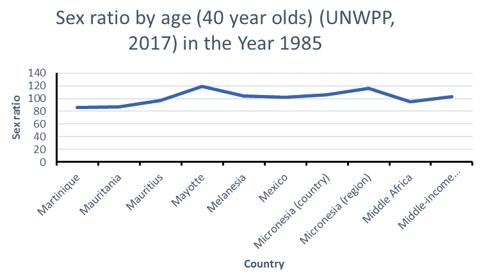 Sex ratio by age (40 year olds) (UNWPP,
2017) in the Year 1985
140
120
100
80
60
40
20
0
Sex ratio
Martinique
Mauritania
Mauritius
Mayotte
Melanesia
Mexico
Micronesia (country)
Micronesia (region)
Middle Africa
Middle-income...
Country